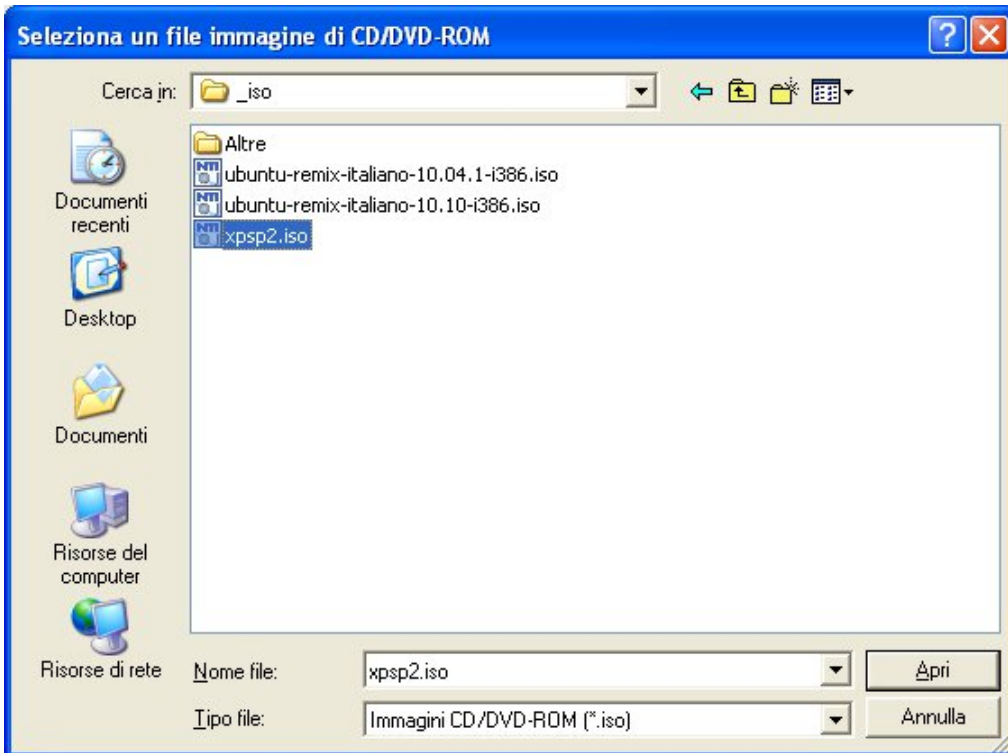 Seleziona un file immagine di CD/DVD-ROM
Cerca in:
_iso
Documenti
recenti
Desktop
Documenti
Risorse del
computer
Risorse di rete
Altre
ubuntu-remix-italiano-10.04.1-i386.iso
ubuntu-remix-italiano-10.10-i386.iso
xpsp2.iso
Nome file:
xpsp2.iso
Apri
Tipo file:
Immagini CD/DVD-ROM (*.iso)
Annulla